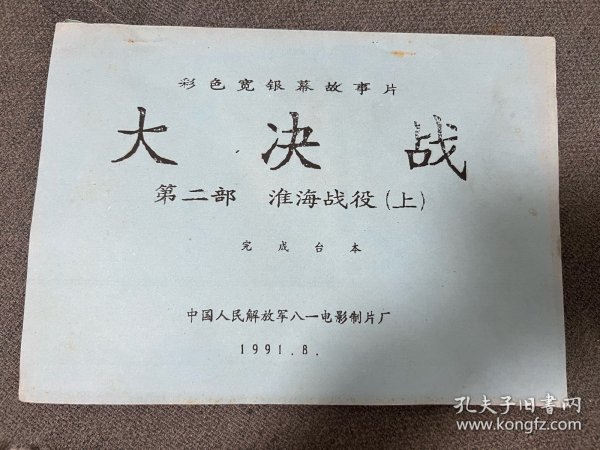 彩色宽银幕故事片
大决战
第二部 淮海战役(上)
完成台本
中国人民解放军八一电影制片厂
1991.8.
孔夫子旧书网
www.kongfz.com